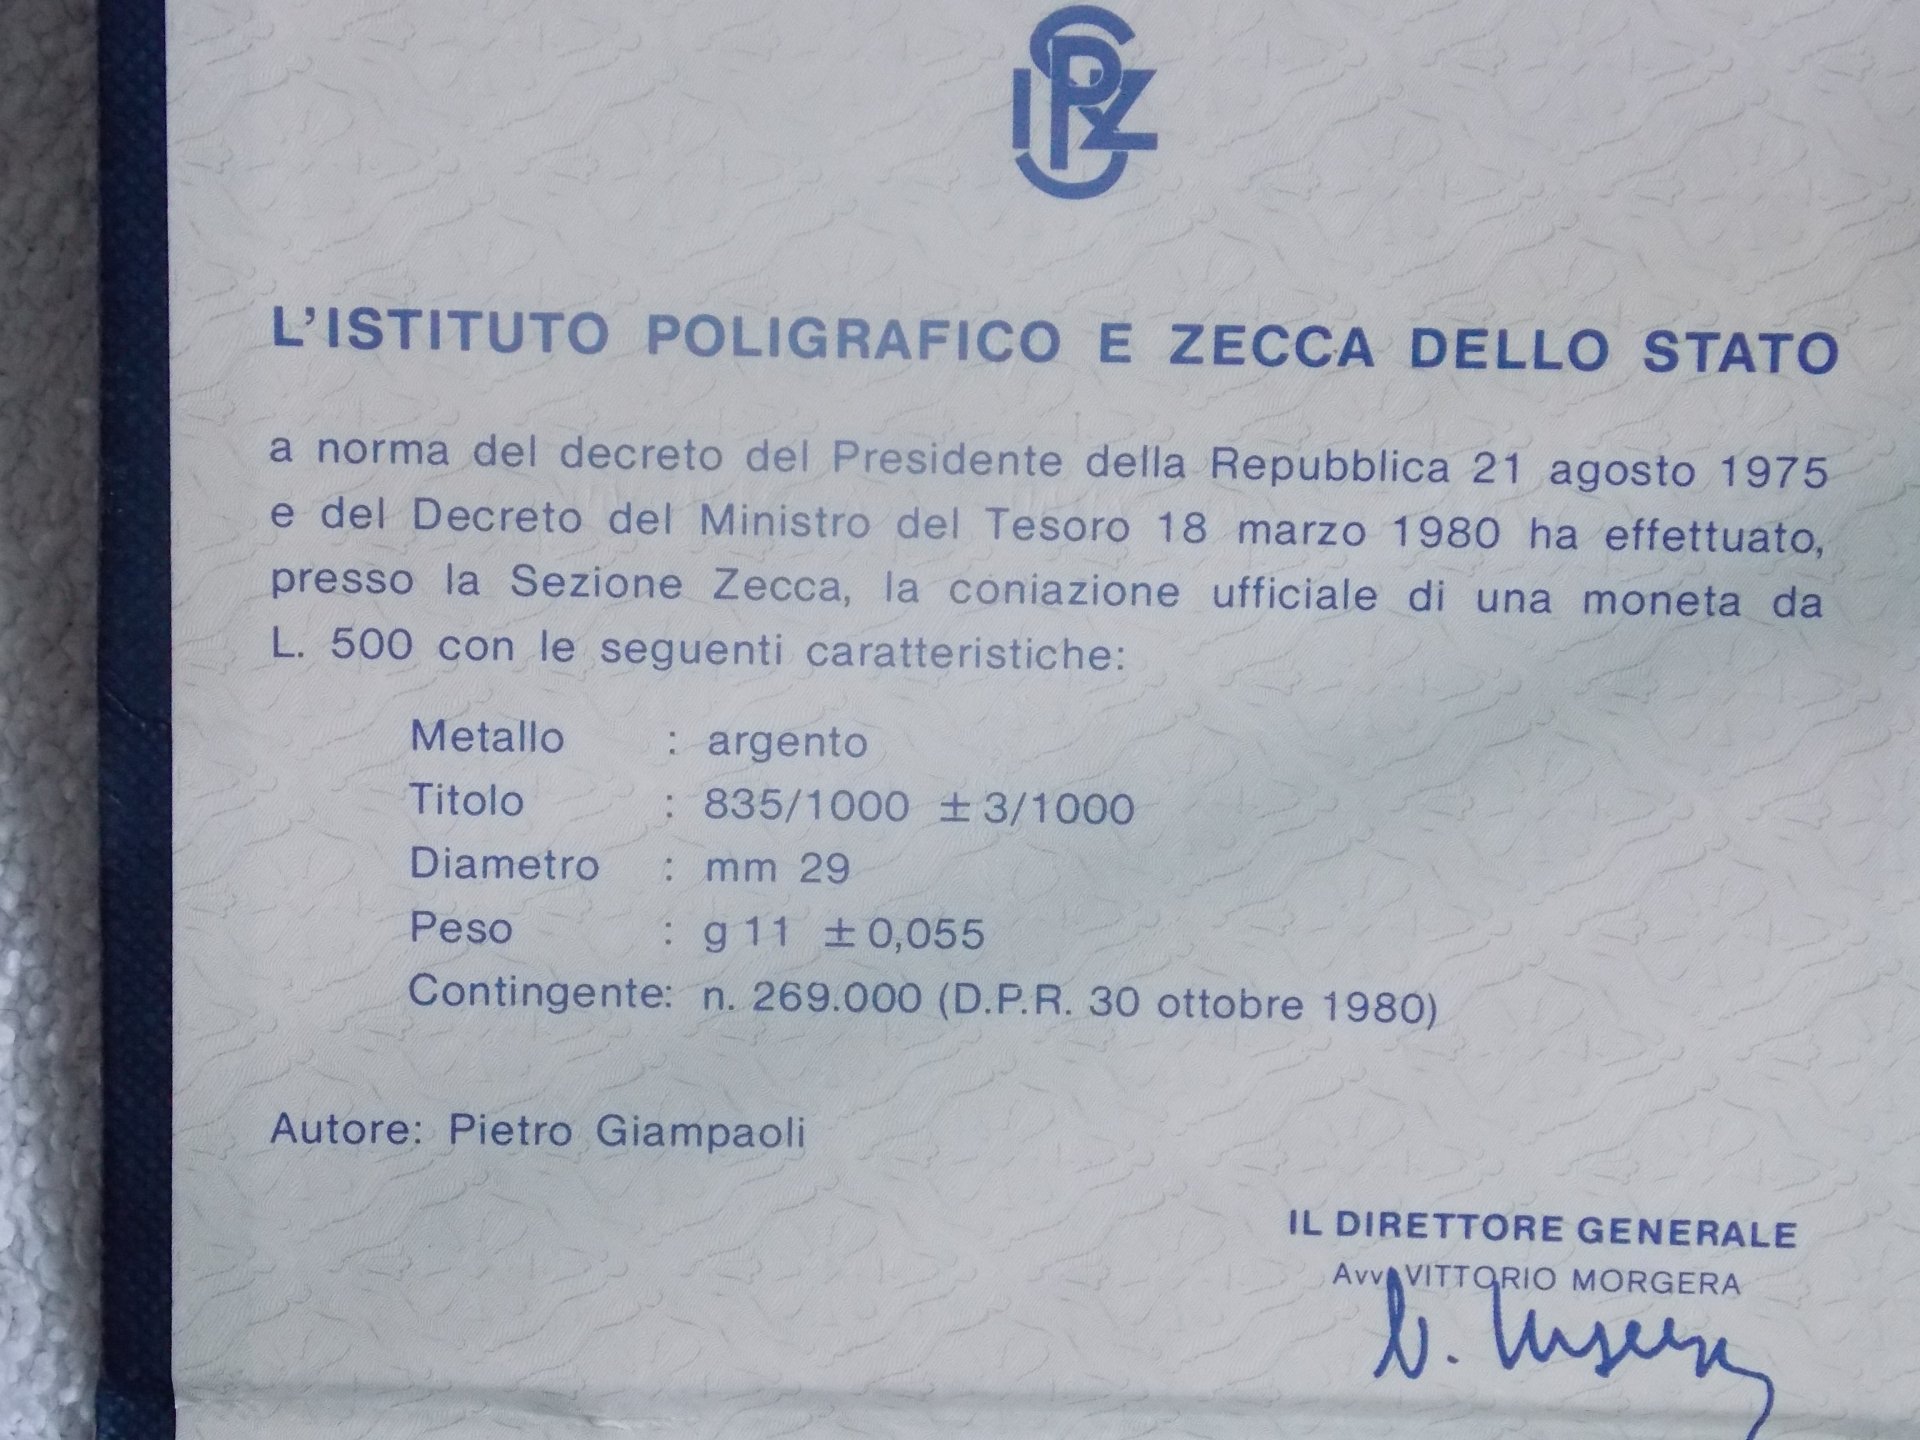 IPZS
L'ISTITUTO POLIGRAFICO E ZECCA DELLO STATO
a norma del decreto del Presidente della Repubblica 21 agosto 1975
e del Decreto del Ministro del Tesoro 18 marzo 1980 ha effettuato,
presso la Sezione Zecca, la coniazione ufficiale di una moneta da
L. 500 con le seguenti caratteristiche:
Metallo : argento
Titolo : 835/1000 ± 3/1000
Diametro : mm 29
Peso : g 11 ± 0,055
Contingente: n. 269.000 (D.P.R. 30 ottobre 1980)
Autore: Pietro Giampaoli
IL DIRETTORE GENERALE
Avv. VITTORIO MORGERA
V. Morgera